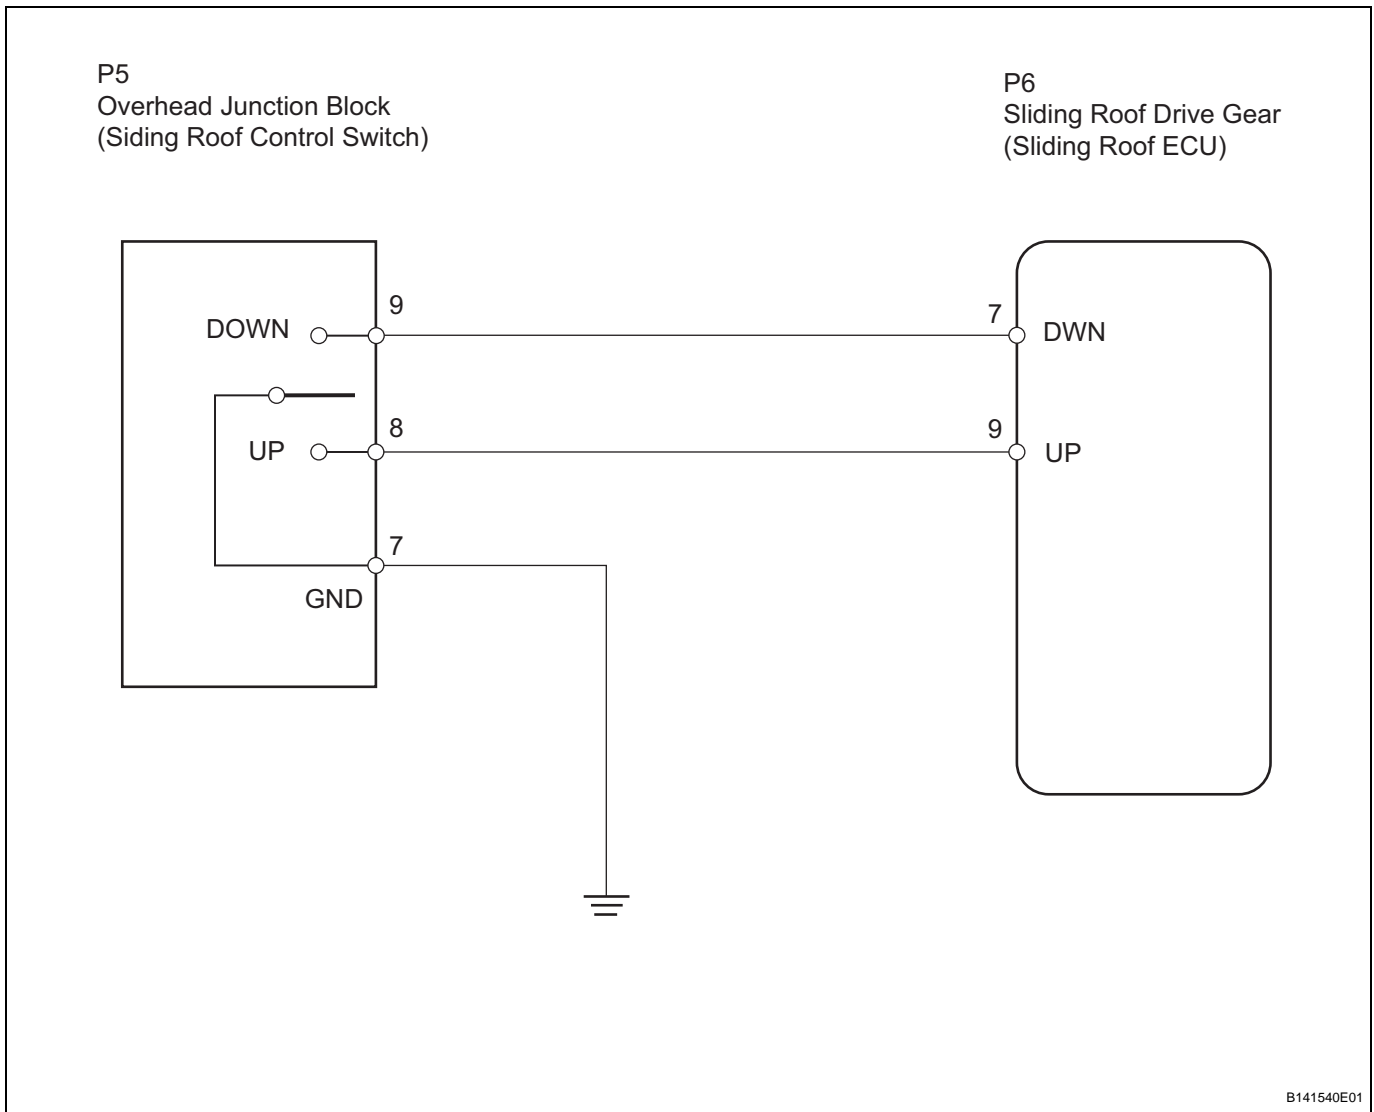 P5
Overhead Junction Block
(Siding Roof Control Switch)
P6
Sliding Roof Drive Gear
(Sliding Roof ECU)
9
DOWN
7
DWN
8
UP
9
UP
7
GND
B141540E01